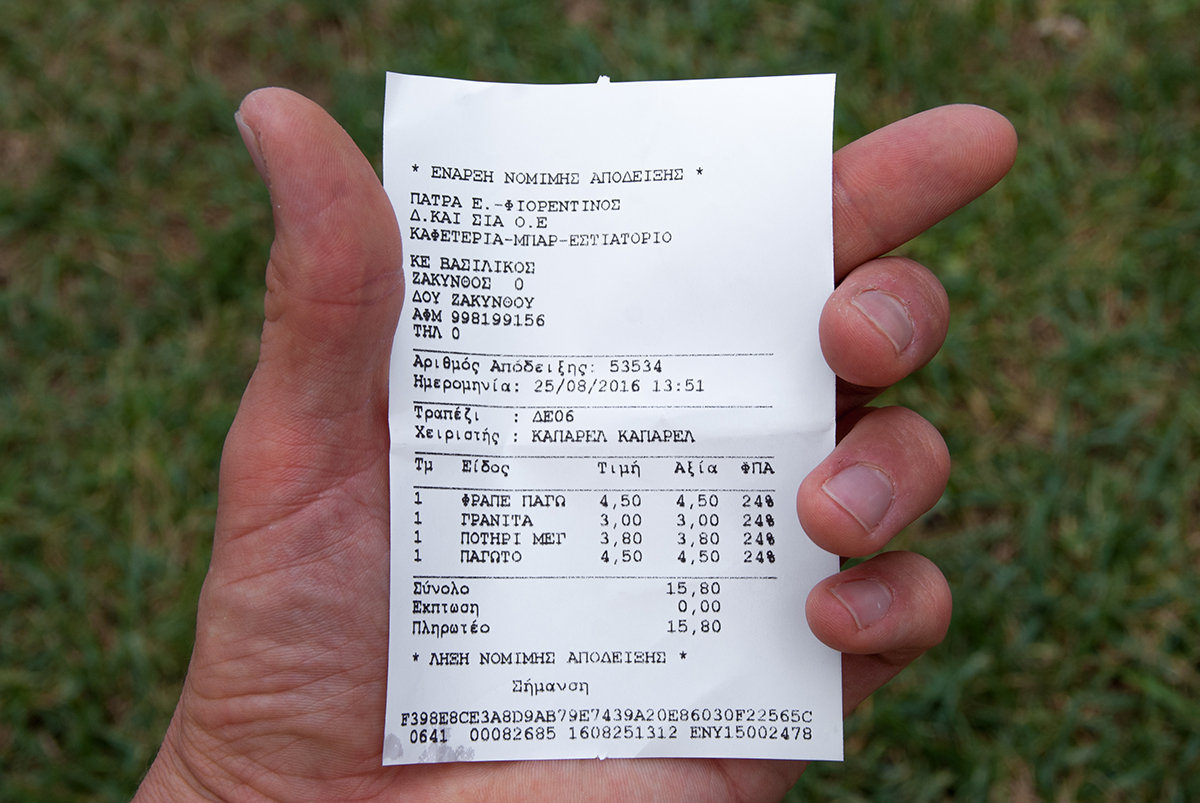 * ΕΝΑΡΞΗ ΝΟΜΙΜΗΣ ΑΠΟΔΕΙΞΗΣ *
ΠΑΤΡΑ Ε.-ΦΙΟΡΕΝΤΙΝΟΣ
Δ.ΚΑΙ ΣΙΑ Ο.Ε
ΚΑΦΕΤΕΡΙΑ-ΜΠΑΡ-ΕΣΤΙΑΤΟΡΙΟ
ΚΕ ΒΑΣΙΛΙΚΟΣ
ΖΑΚΥΝΘΟΣ 0
ΔΟΥ ΖΑΚΥΝΘΟΥ
ΑΦΜ 998199156
ΤΗΛ 0
Αριθμός Απόδειξης: 53534
Ημερομηνία: 25/08/2016 13:51
Τραπέζι : ΔΕ06
Χειριστής : ΚΑΠΑΡΕΛ ΚΑΠΑΡΕΛ
Τμ Είδος Τιμή Αξία ΦΠΑ
1 ΦΡΑΠΕ ΠΑΓΩ 4,50 4,50 24%
1 ΓΡΑΝΙΤΑ 3,00 3,00 24%
1 ΠΟΤΗΡΙ ΜΕΓ 3,80 3,80 24%
1 ΠΑΓΩΤΟ 4,50 4,50 24%
Σύνολο 15,80
Εκπτωση 0,00
Πληρωτέο 15,80
* ΛΗΞΗ ΝΟΜΙΜΗΣ ΑΠΟΔΕΙΞΗΣ *
Σήμανση
F398E8CE3A8D9AB79E7439A20E86030F22565C
0641 00082685 1608251312 ENY15002478